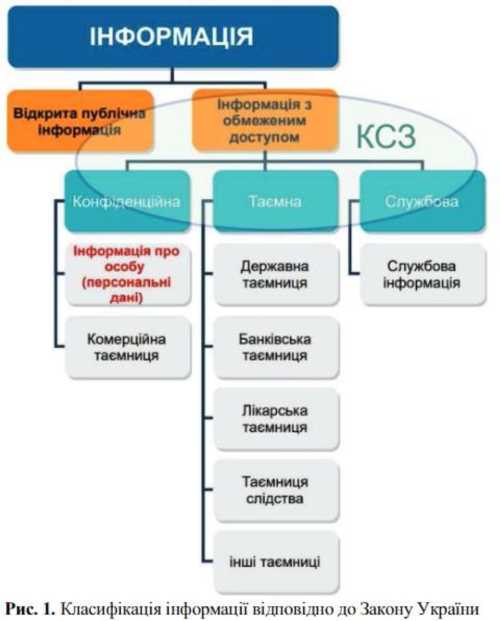 ІНФОРМАЦІЯ
Відкрита публічна
інформація
Інформація з
обмеженим
доступом
КСЗ
Конфіденційна
Таємна
Службова
Інформація про
особу
(персональні
дані)
Комерційна
таємниця
Державна
таємниця
Банківська
таємниця
Лікарська
таємниця
Таємниця
слідства
інші таємниці
Службова
інформація
Рис. 1. Класифікація інформації відповідно до Закону України